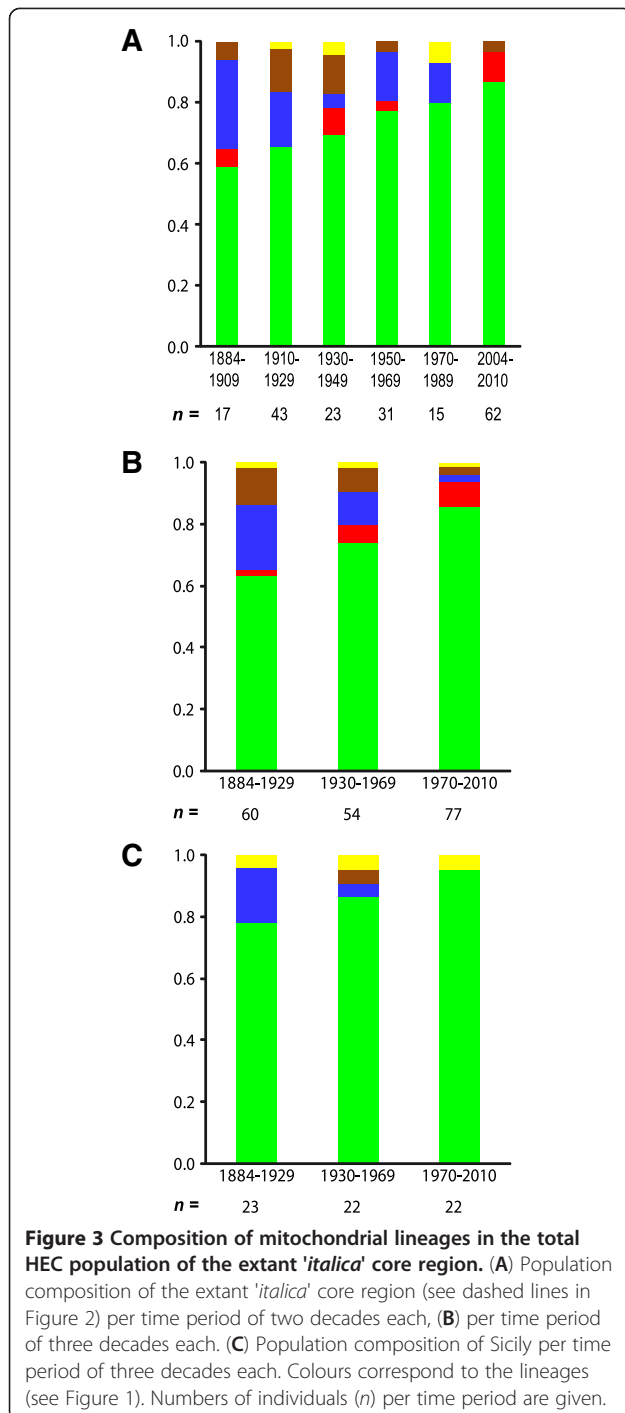 A
1.0
0.8
0.6
0.4
0.2
0.0
1884- 1910- 1930- 1950- 1970- 2004-
1909 1929 1949 1969 1989 2010
n = 17 43 23 31 15 62
B
1.0
0.8
0.6
0.4
0.2
0.0
1884-1929 1930-1969 1970-2010
n = 60 54 77
C
1.0
0.8
0.6
0.4
0.2
0.0
1884-1929 1930-1969 1970-2010
n = 23 22 22
Figure 3 Composition of mitochondrial lineages in the total
HEC population of the extant 'italica' core region. (A) Population
composition of the extant 'italica' core region (see dashed lines in
Figure 2) per time period of two decades each, (B) per time period
of three decades each. (C) Population composition of Sicily per time
period of three decades each. Colours correspond to the lineages
(see Figure 1). Numbers of individuals (n) per time period are given.